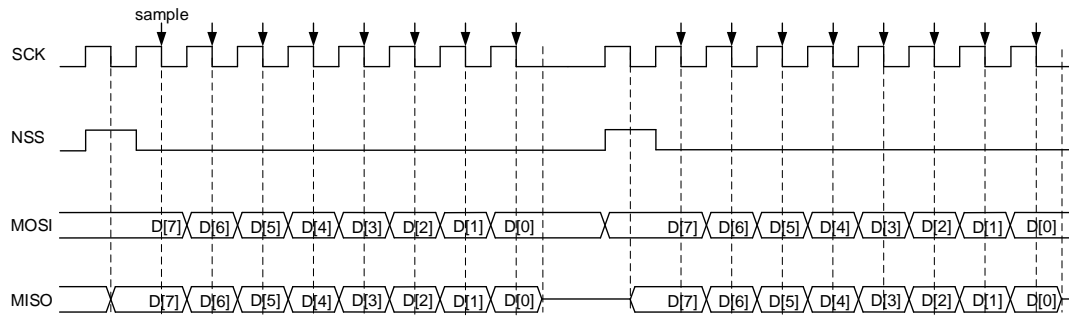 sample
SCK
NSS
MOSI D[7] D[6] D[5] D[4] D[3] D[2] D[1] D[0] D[7] D[6] D[5] D[4] D[3] D[2] D[1] D[0]
MISO D[7] D[6] D[5] D[4] D[3] D[2] D[1] D[0] D[7] D[6] D[5] D[4] D[3] D[2] D[1] D[0]